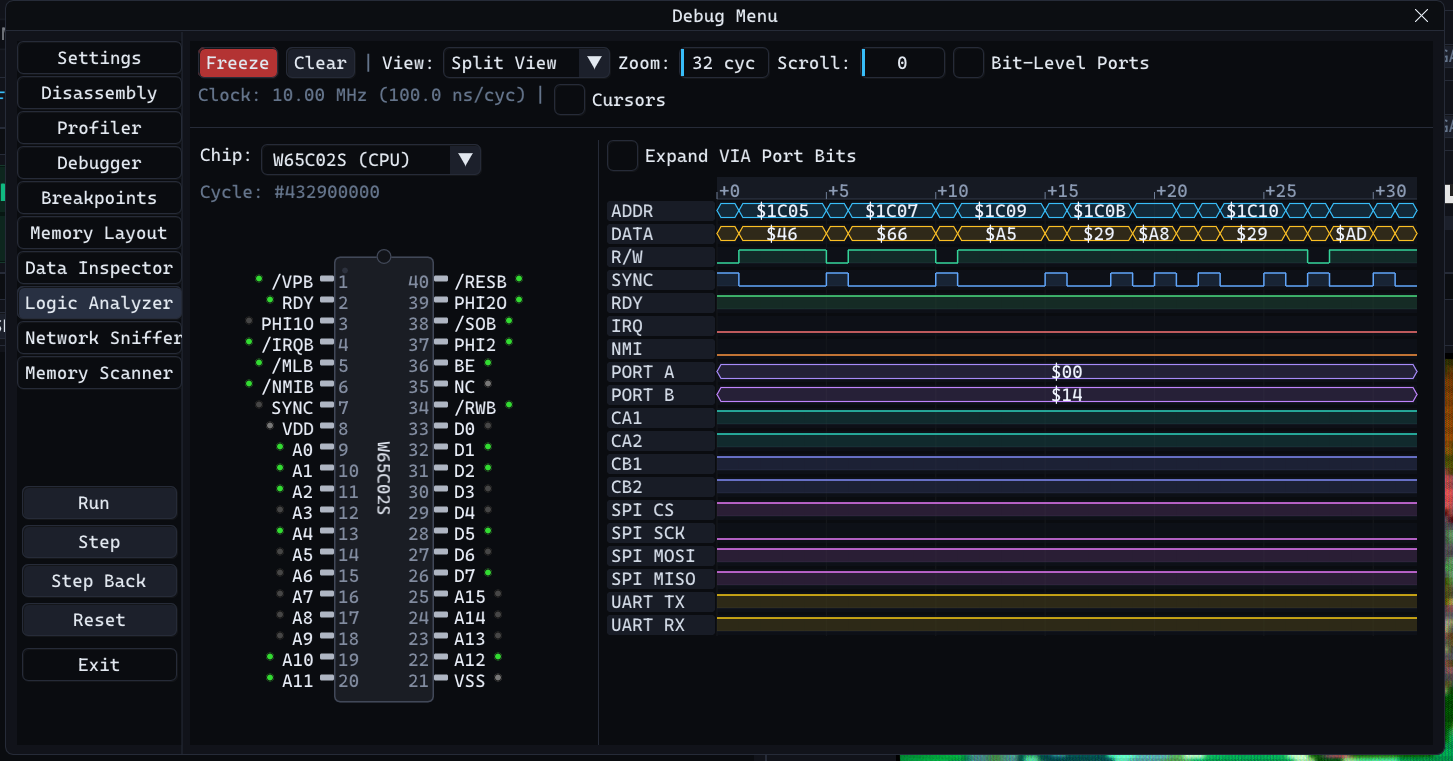 Debug Menu
Settings
Disassembly
Profiler
Debugger
Breakpoints
Memory Layout
Data Inspector
Logic Analyzer
Network Sniffer
Memory Scanner
Run
Step
Step Back
Reset
Exit
Freeze Clear | View: Split View Zoom: 32 cyc Scroll: 0 Bit-Level Ports
Clock: 10.00 MHz (100.0 ns/cyc) | Cursors
Chip: W65C02S (CPU)
Cycle: #432900000
/VPB 1 40 /RESB
RDY 2 39 PHI2O
PHI1O 3 38 /SOB
/IRQB 4 37 PHI2
/MLB 5 36 BE
/NMIB 6 35 NC
SYNC 7 34 /RWB
VDD 8 33 D0
A0 9 32 D1
A1 10 31 D2
A2 11 30 D3
A3 12 29 D4
A4 13 28 D5
A5 14 27 D6
A6 15 26 D7
A7 16 25 A15
A8 17 24 A14
A9 18 23 A13
A10 19 22 A12
A11 20 21 VSS
W65C02S
Expand VIA Port Bits
+0 +5 +10 +15 +20 +25 +30
ADDR $1C05 $1C07 $1C09 $1C0B $1C10
DATA $46 $66 $A5 $29 $A8 $29 $AD
R/W
SYNC
RDY
IRQ
NMI
PORT A $00
PORT B $14
CA1
CA2
CB1
CB2
SPI CS
SPI SCK
SPI MOSI
SPI MISO
UART TX
UART RX